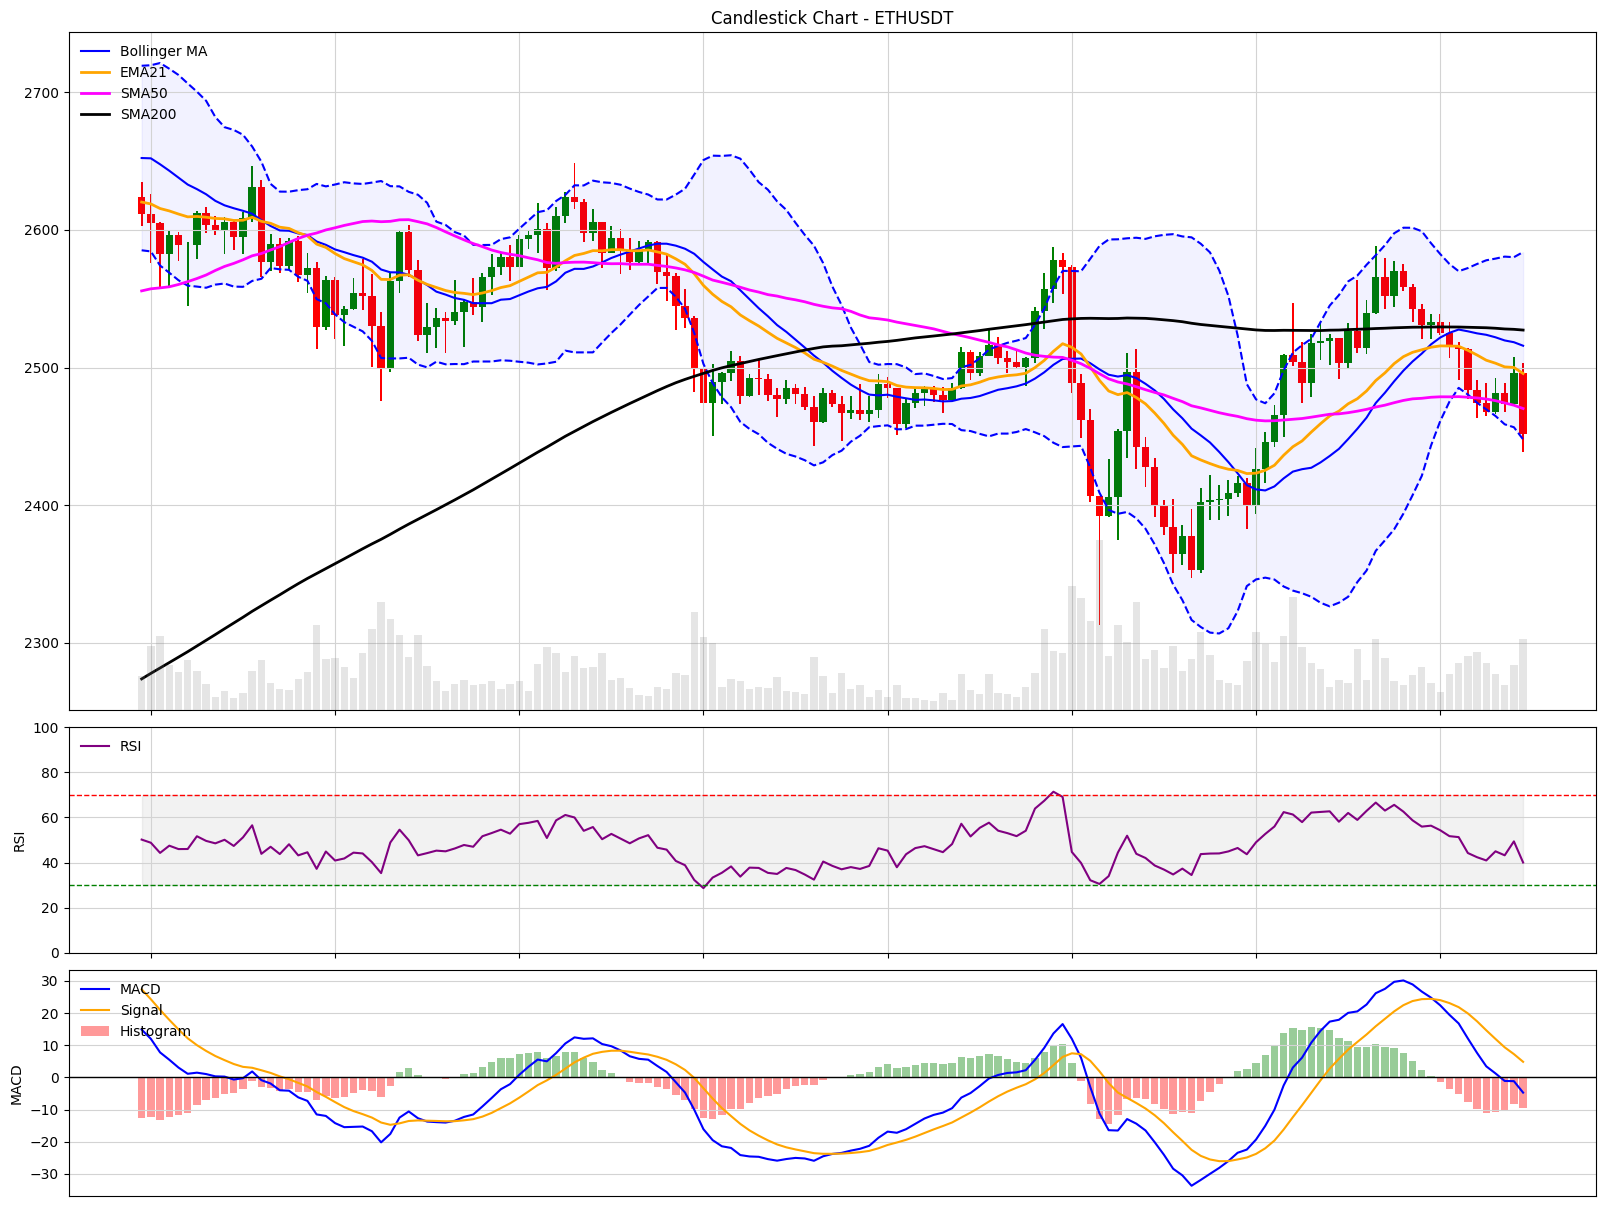 Candlestick Chart - ETHUSDT
Bollinger MA
EMA21
SMA50
SMA200
2700
2600
2500
2400
2300
RSI
100
80
60
40
20
0
RSI
MACD
Signal
Histogram
30
20
10
0
−10
−20
−30
MACD